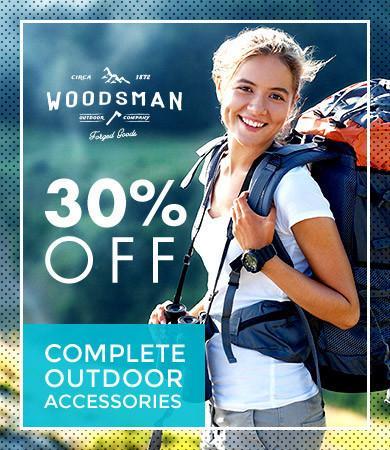 CIRCA 1872
WOODSMAN
OUTDOOR COMPANY
Forged Goods
30%
OFF
COMPLETE
OUTDOOR
ACCESSORIES